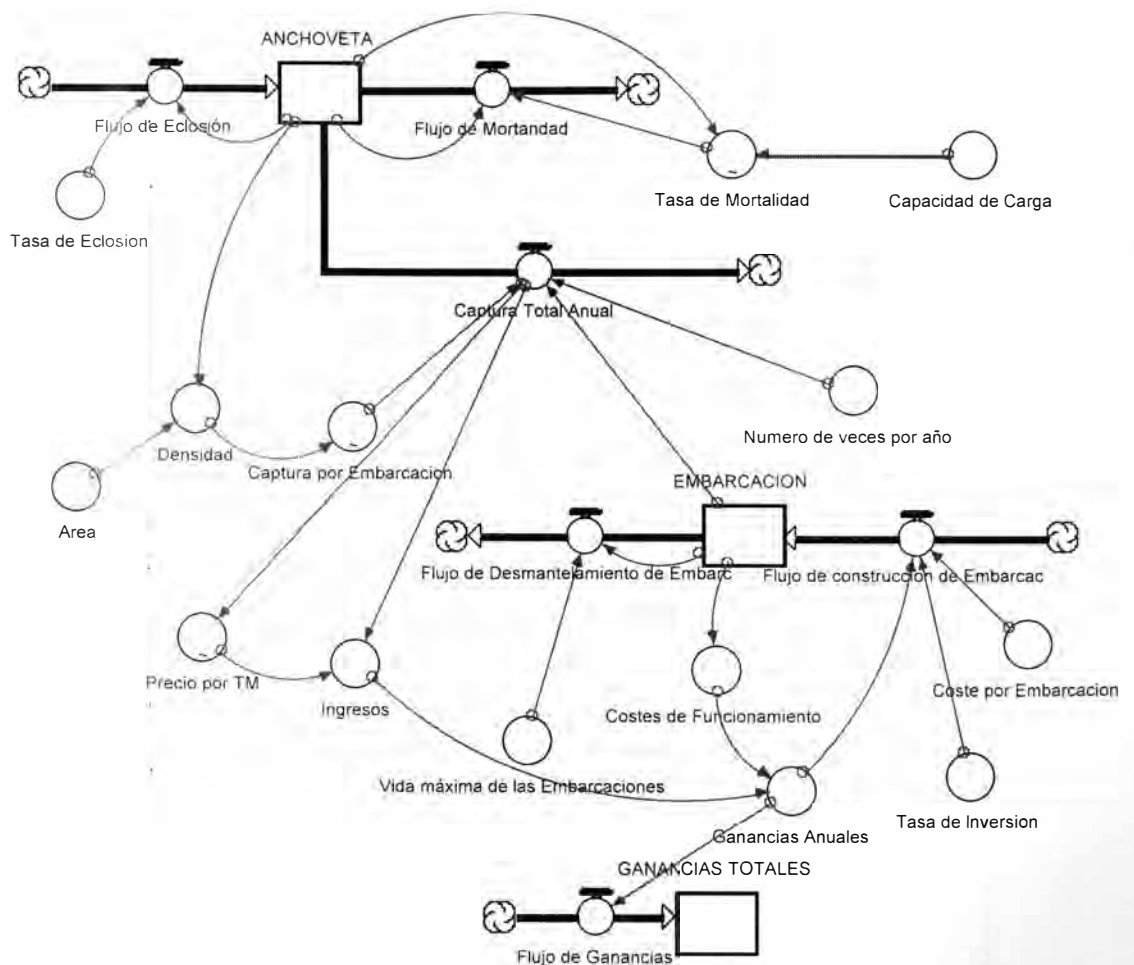 ANCHOVETA
Flujo de Eclosión
Flujo de Mortandad
Tasa de Mortalidad
Capacidad de Carga
Tasa de Eclosion
Captura Total Anual
Numero de veces por año
Densidad
Captura por Embarcacion
Area
EMBARCACION
Flujo de Desmantelamiento de Embarc
Flujo de construccion de Embarcac
Precio por TM
Ingresos
Costes de Funcionamiento
Coste por Embarcacion
Vida máxima de las Embarcaciones
Ganancias Anuales
Tasa de Inversion
GANANCIAS TOTALES
Flujo de Ganancias